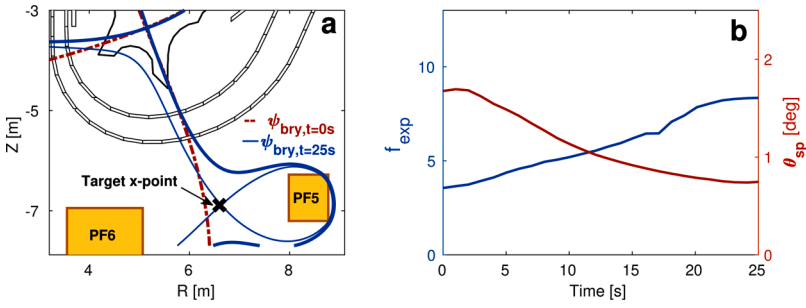 a
-3
-5
-7
Z [m]
ψbry,t=0s
ψbry,t=25s
Target x-point
PF5
PF6
4
6
8
R [m]
b
13
10
5
0
fexp
2
1
0
θsp [deg]
0
5
10
15
20
25
Time [s]